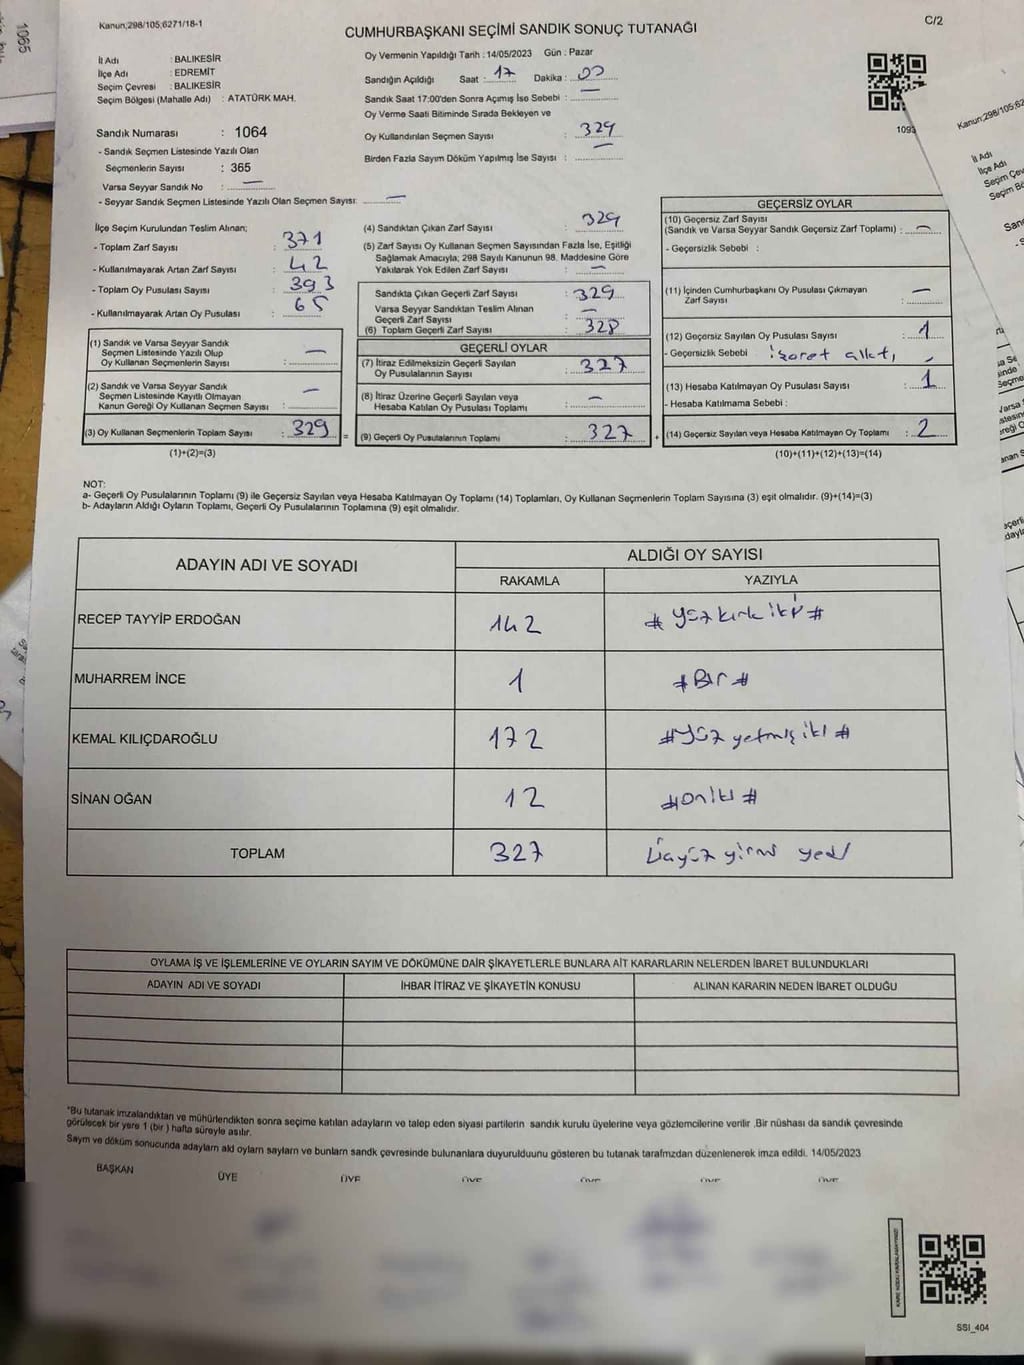 Kanun;298/105;6271/18-1
CUMHURBAŞKANI SEÇİMİ SANDIK SONUÇ TUTANAĞI
C/2
İl Adı : BALIKESİR
İlçe Adı : EDREMİT
Seçim Çevresi : BALIKESİR
Seçim Bölgesi (Mahalle Adı) : ATATÜRK MAH.
Oy Vermenin Yapıldığı Tarih : 14/05/2023 Gün : Pazar
Sandığın Açıldığı Saat : 17 Dakika : 00
Sandık Saat 17:00'den Sonra Açımış İse Sebebi : —
Oy Verme Saati Bitiminde Sırada Bekleyen ve
Oy Kullandırılan Seçmen Sayısı : 329
Birden Fazla Sayım Döküm Yapılmış İse Sayısı : —
1093
Sandık Numarası : 1064
- Sandık Seçmen Listesinde Yazılı Olan
Seçmenlerin Sayısı : 365
Varsa Seyyar Sandık No : —
- Seyyar Sandık Seçmen Listesinde Yazılı Olan Seçmen Sayısı: —
İlçe Seçim Kurulundan Teslim Alınan;
- Toplam Zarf Sayısı : 371
- Kullanılmayarak Artan Zarf Sayısı : 42
- Toplam Oy Pusulası Sayısı : 393
- Kullanılmayarak Artan Oy Pusulası : 65
(1) Sandık ve Varsa Seyyar Sandık
Seçmen Listesinde Yazılı Olup
Oy Kullanan Seçmenlerin Sayısı : —
(2) Sandık ve Varsa Seyyar Sandık
Seçmen Listesinde Kayıtlı Olmayan
Kanun Gereği Oy Kullanan Seçmen Sayısı : —
(3) Oy Kullanan Seçmenlerin Toplam Sayısı : 329 =
(1)+(2)=(3)
(4) Sandıktan Çıkan Zarf Sayısı : 329
(5) Zarf Sayısı Oy Kullanan Seçmen Sayısından Fazla İse, Eşitliği
Sağlamak Amacıyla; 298 Sayılı Kanunun 98. Maddesine Göre
Yakılarak Yok Edilen Zarf Sayısı : —
Sandıkta Çıkan Geçerli Zarf Sayısı : 329
Varsa Seyyar Sandıktan Teslim Alınan
Geçerli Zarf Sayısı : —
(6) Toplam Geçerli Zarf Sayısı : 328
GEÇERLİ OYLAR
(7) İtiraz Edilmeksizin Geçerli Sayılan
Oy Pusulalarının Sayısı : 327
(8) İtiraz Üzerine Geçerli Sayılan veya
Hesaba Katılan Oy Pusulası Toplamı : —
(9) Geçerli Oy Pusulalarının Toplamı : 327 +
GEÇERSİZ OYLAR
(10) Geçersiz Zarf Sayısı
(Sandık ve Varsa Seyyar Sandık Geçersiz Zarf Toplamı) : —
- Geçersizlik Sebebi :
(11) İçinden Cumhurbaşkanı Oy Pusulası Çıkmayan
Zarf Sayısı : —
(12) Geçersiz Sayılan Oy Pusulası Sayısı : 1
- Geçersizlik Sebebi :
(13) Hesaba Katılmayan Oy Pusulası Sayısı : 1
- Hesaba Katılmama Sebebi :
(14) Geçersiz Sayılan veya Hesaba Katılmayan Oy Toplamı : 2
(10)+(11)+(12)+(13)=(14)
NOT:
a- Geçerli Oy Pusulalarının Toplamı (9) ile Geçersiz Sayılan veya Hesaba Katılmayan Oy Toplamı (14) Toplamları, Oy Kullanan Seçmenlerin Toplam Sayısına (3) eşit olmalıdır. (9)+(14)=(3)
b- Adayların Aldığı Oyların Toplamı, Geçerli Oy Pusulalarının Toplamına (9) eşit olmalıdır.
ADAYIN ADI VE SOYADI ALDIĞI OY SAYISI
RAKAMLA YAZIYLA
RECEP TAYYİP ERDOĞAN 142 # Yüz kırk iki #
MUHARREM İNCE 1 # Bir #
KEMAL KILIÇDAROĞLU 172 # Yüz yetmiş iki #
SİNAN OĞAN 12 # Oniki #
TOPLAM 327 Üçyüz yirmi yedi
OYLAMA İŞ VE İŞLEMLERİNE VE OYLARIN SAYIM VE DÖKÜMÜNE DAİR ŞİKAYETLERLE BUNLARA AİT KARARLARIN NELERDEN İBARET BULUNDUKLARI
ADAYIN ADI VE SOYADI İHBAR İTİRAZ VE ŞİKAYETİN KONUSU ALINAN KARARIN NEDEN İBARET OLDUĞU
*Bu tutanak imzalandıktan ve mühürlendikten sonra seçime katılan adayların ve talep eden siyasi partilerin sandık kurulu üyelerine veya gözlemcilerine verilir .Bir nüshası da sandık çevresinde
görülecek bir yere 1 (bir ) hafta süreyle asılır.
Sayım ve döküm sonucunda adayların aldı oyların sayıları ve bunların sandk çevresinde bulunanlara duyurulduunu gösteren bu tutanak tarafmzdan düzenlenerek imza edildi. 14/05/2023
BAŞKAN ÜYE ÜYE ÜYE ÜYE ÜYE ÜYE
SSI_404
1065
Kanun;298/105;62
İl Adı
İlçe Adı
Seçim Çev
Seçim Bö